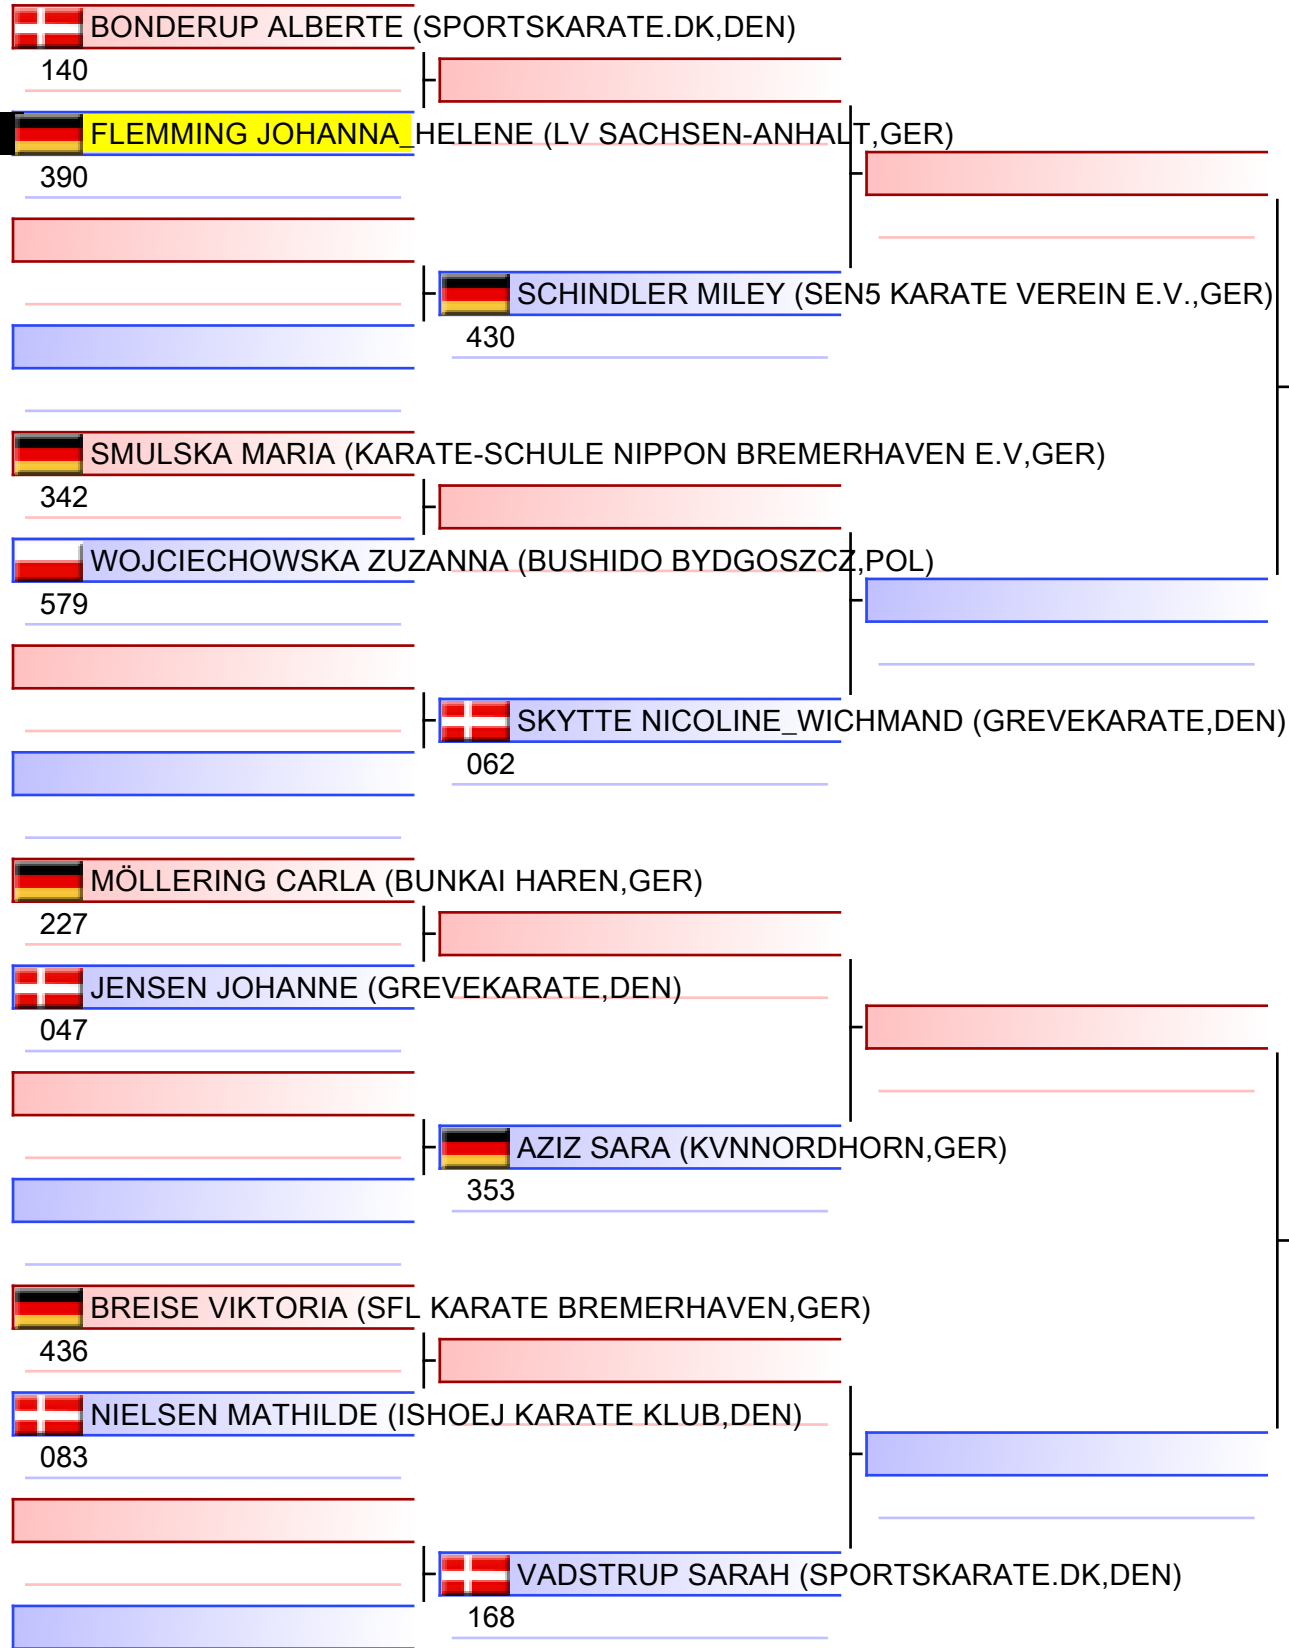 BONDERUP ALBERTE (SPORTSKARATE.DK,DEN)
140
FLEMMING JOHANNA_HELENE (LV SACHSEN-ANHALT,GER)
390
SCHINDLER MILEY (SEN5 KARATE VEREIN E.V.,GER)
430
SMULSKA MARIA (KARATE-SCHULE NIPPON BREMERHAVEN E.V,GER)
342
WOJCIECHOWSKA ZUZANNA (BUSHIDO BYDGOSZCZ,POL)
579
SKYTTE NICOLINE_WICHMAND (GREVEKARATE,DEN)
062
MÖLLERING CARLA (BUNKAI HAREN,GER)
227
JENSEN JOHANNE (GREVEKARATE,DEN)
047
AZIZ SARA (KVNNORDHORN,GER)
353
BREISE VIKTORIA (SFL KARATE BREMERHAVEN,GER)
436
NIELSEN MATHILDE (ISHOEJ KARATE KLUB,DEN)
083
VADSTRUP SARAH (SPORTSKARATE.DK,DEN)
168